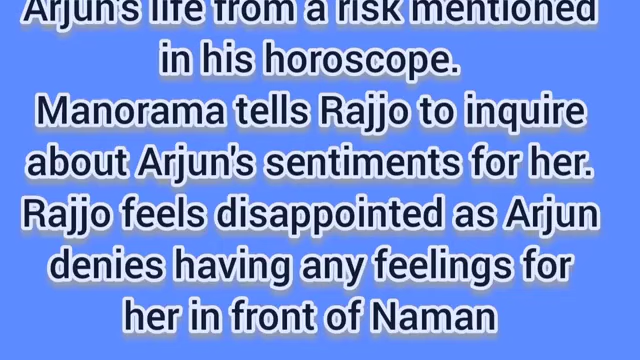 Arjun's life from a risk mentioned
in his horoscope.
Manorama tells Rajjo to inquire
about Arjun's sentiments for her.
Rajjo feels disappointed as Arjun
denies having any feelings for
her in front of Naman